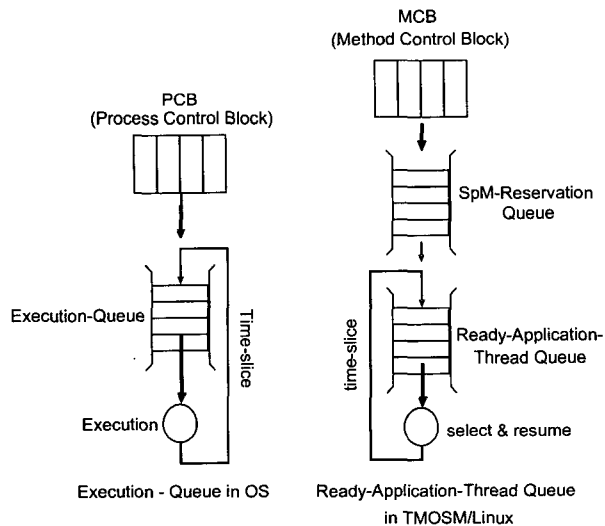 MCB
(Method Control Block)
PCB
(Process Control Block)
SpM-Reservation
Queue
Execution-Queue
Time-slice
time-slice
Ready-Application-
Thread Queue
Execution
select & resume
Execution - Queue in OS
Ready-Application-Thread Queue
in TMOSM/Linux